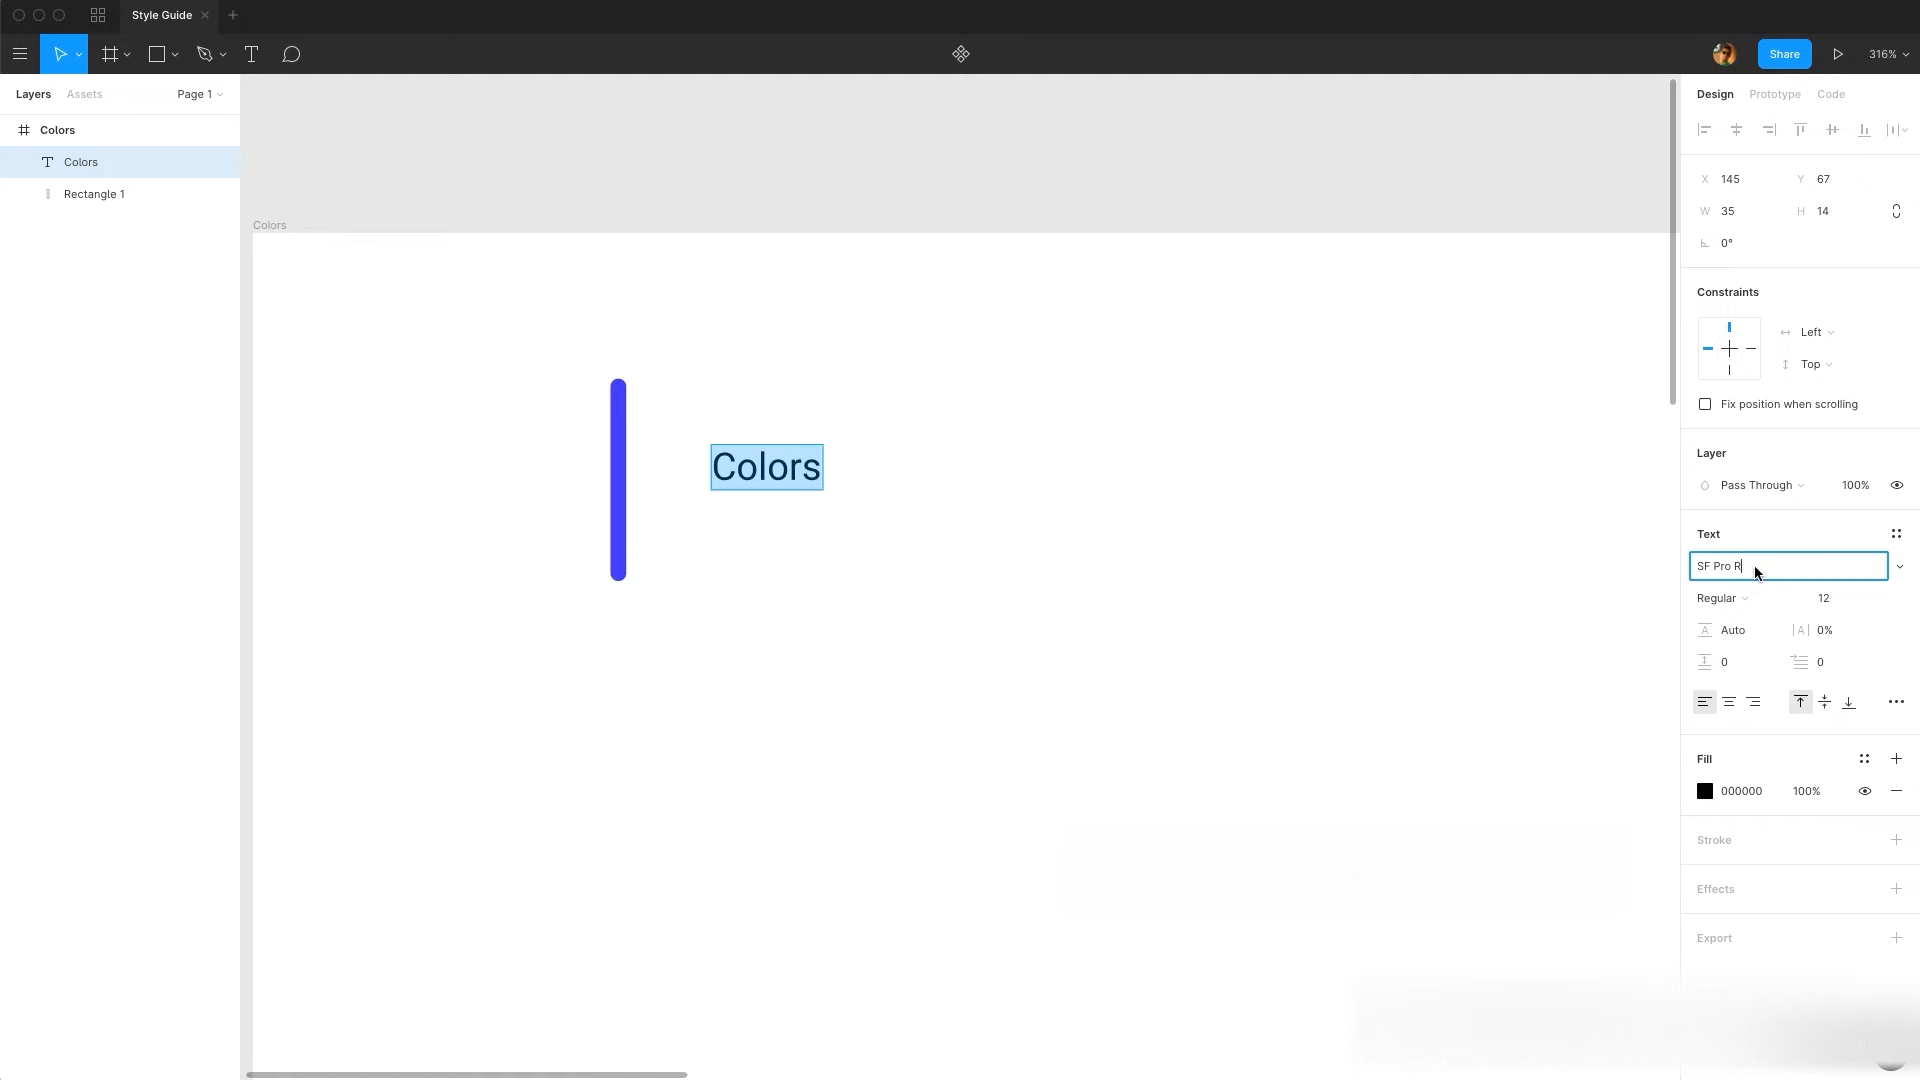 Style Guide
Share
316%
Layers Assets Page 1
Colors
Colors
Rectangle 1
Colors
Colors
Design Prototype Code
X 145 Y 67
W 35 H 14
0°
Constraints
Left
Top
Fix position when scrolling
Layer
Pass Through 100%
Text
SF Pro R
Regular 12
A Auto |A| 0%
0 0
Fill
000000 100%
Stroke
Effects
Export